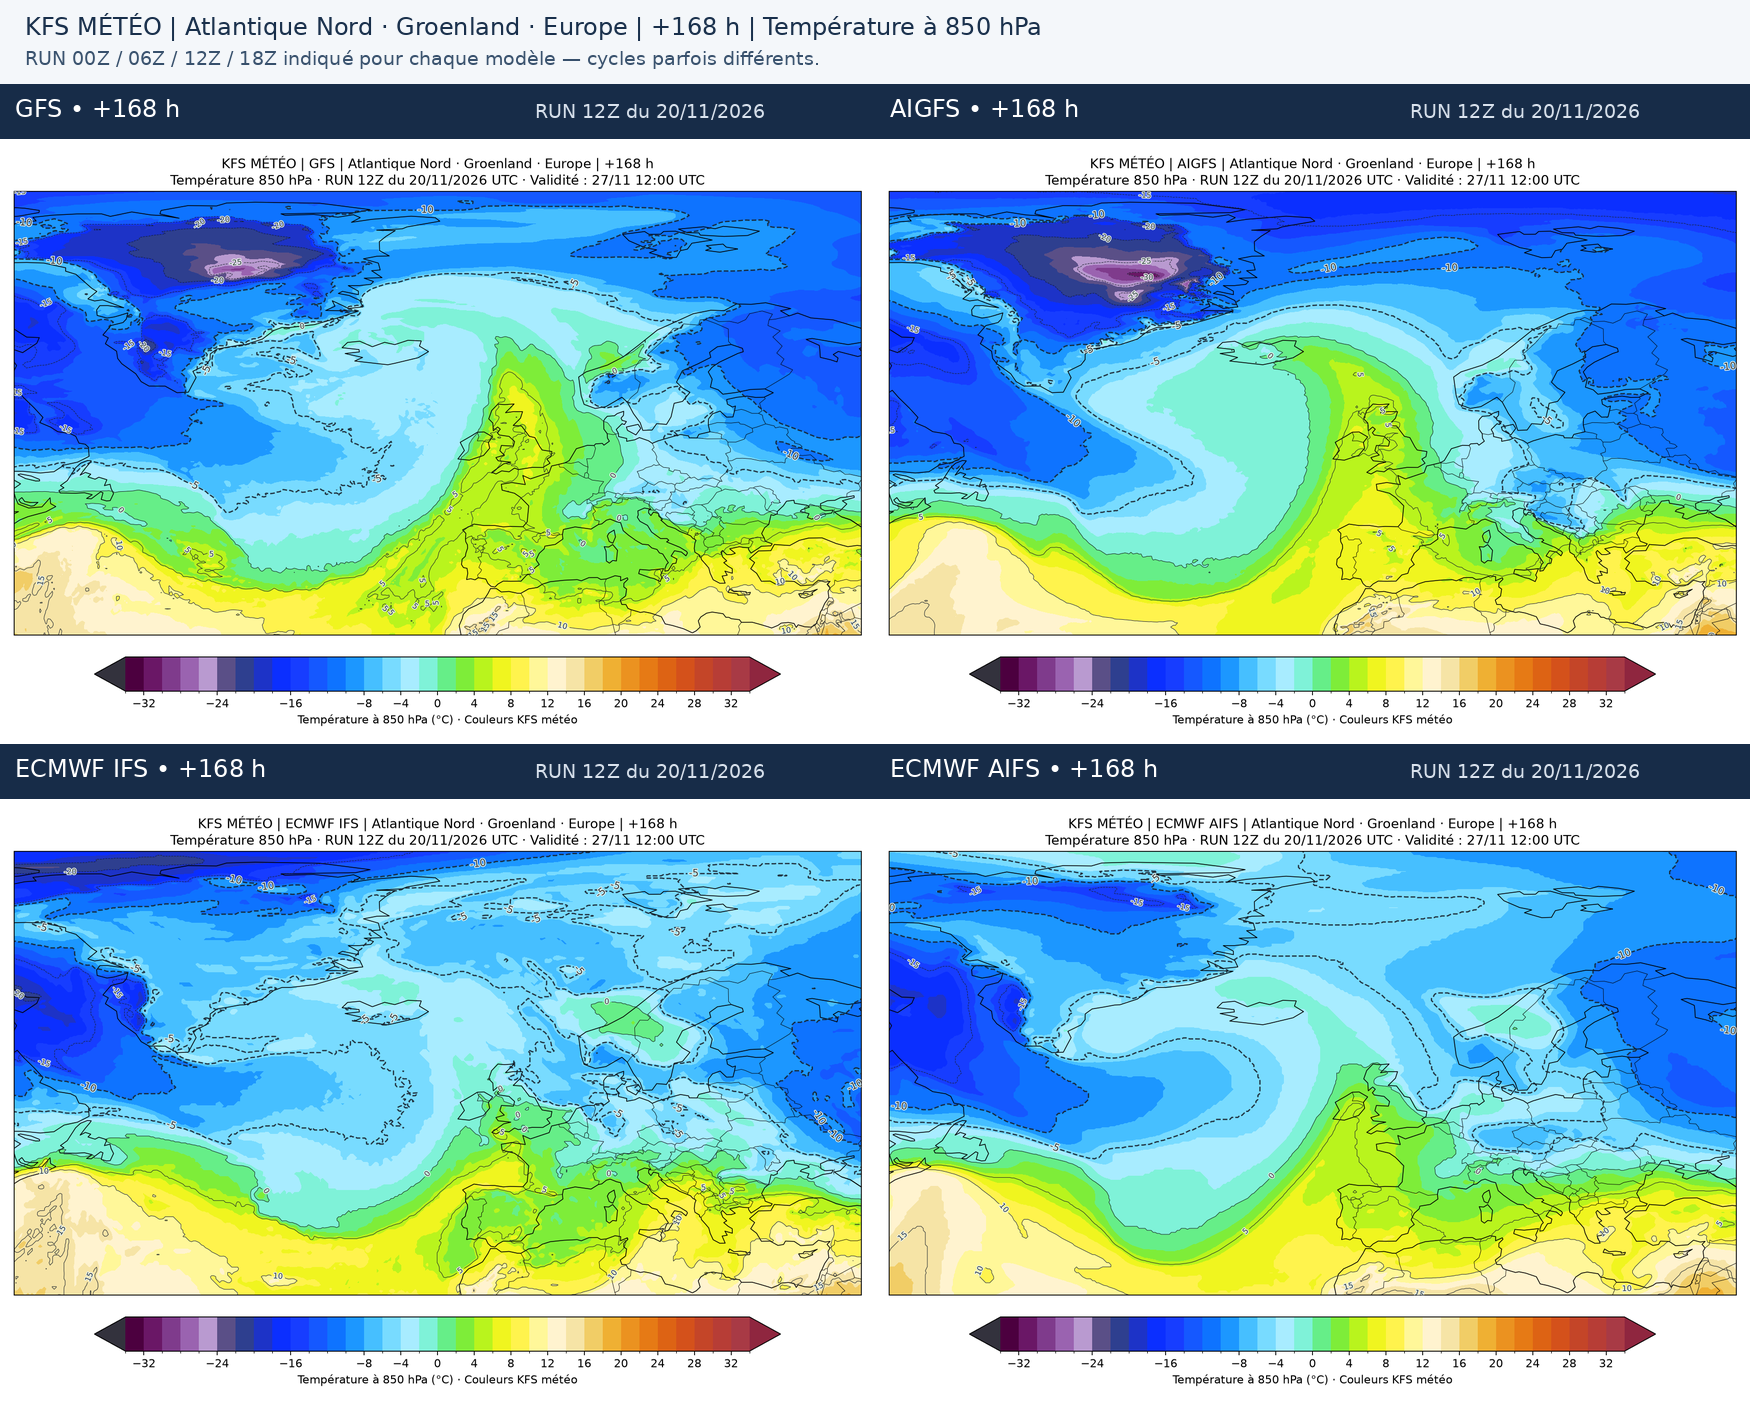 KFS MÉTÉO | Atlantique Nord · Groenland · Europe | +168 h | Température à 850 hPa
RUN 00Z / 06Z / 12Z / 18Z indiqué pour chaque modèle — cycles parfois différents.
GFS • +168 h
RUN 12Z du 20/11/2026
KFS MÉTÉO | GFS | Atlantique Nord · Groenland · Europe | +168 h
Température 850 hPa · RUN 12Z du 20/11/2026 UTC · Validité : 27/11 12:00 UTC
−32 −24 −16 −8 −4 0 4 8 12 16 20 24 28 32
Température à 850 hPa (°C) · Couleurs KFS météo
AIGFS • +168 h
RUN 12Z du 20/11/2026
KFS MÉTÉO | AIGFS | Atlantique Nord · Groenland · Europe | +168 h
Température 850 hPa · RUN 12Z du 20/11/2026 UTC · Validité : 27/11 12:00 UTC
−32 −24 −16 −8 −4 0 4 8 12 16 20 24 28 32
Température à 850 hPa (°C) · Couleurs KFS météo
ECMWF IFS • +168 h
RUN 12Z du 20/11/2026
KFS MÉTÉO | ECMWF IFS | Atlantique Nord · Groenland · Europe | +168 h
Température 850 hPa · RUN 12Z du 20/11/2026 UTC · Validité : 27/11 12:00 UTC
−32 −24 −16 −8 −4 0 4 8 12 16 20 24 28 32
Température à 850 hPa (°C) · Couleurs KFS météo
ECMWF AIFS • +168 h
RUN 12Z du 20/11/2026
KFS MÉTÉO | ECMWF AIFS | Atlantique Nord · Groenland · Europe | +168 h
Température 850 hPa · RUN 12Z du 20/11/2026 UTC · Validité : 27/11 12:00 UTC
−32 −24 −16 −8 −4 0 4 8 12 16 20 24 28 32
Température à 850 hPa (°C) · Couleurs KFS météo